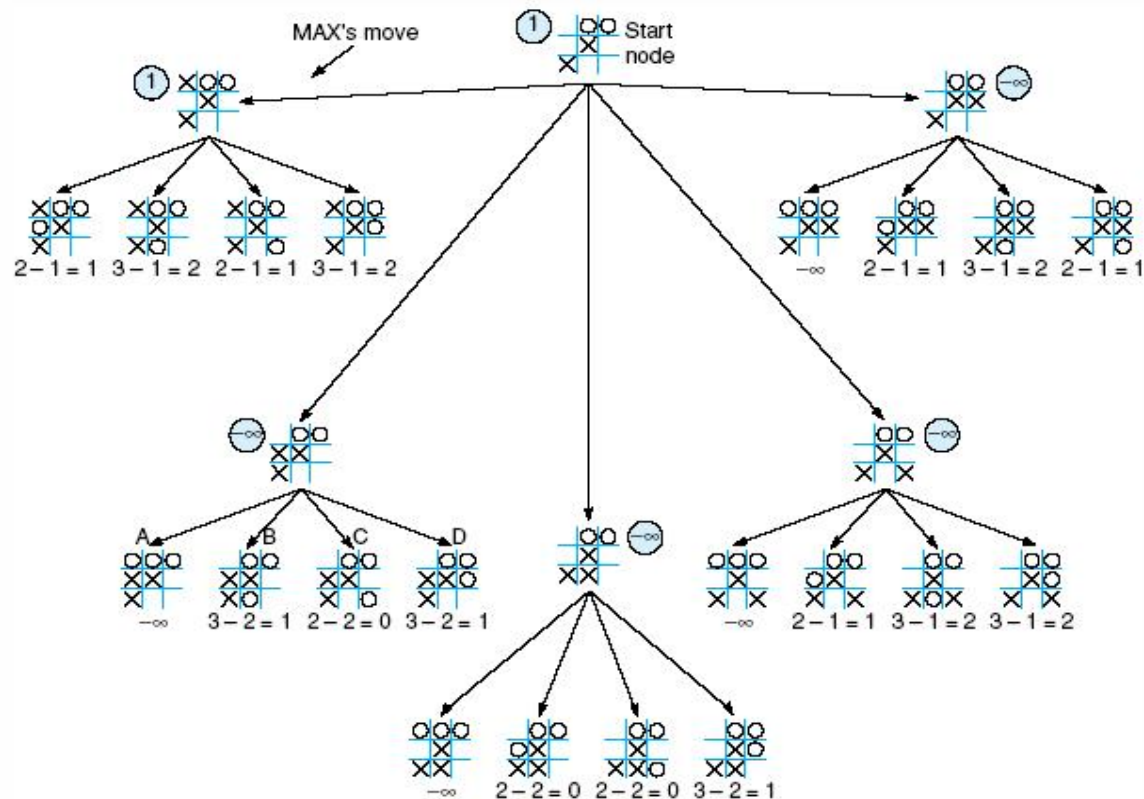 MAX's move
1
Start
node
1
−∞
2 − 1 = 1
3 − 1 = 2
2 − 1 = 1
3 − 1 = 2
−∞
2 − 1 = 1
3 − 1 = 2
2 − 1 = 1
−∞
−∞
A
B
C
D
−∞
3 − 2 = 1
2 − 2 = 0
3 − 2 = 1
−∞
−∞
2 − 1 = 1
3 − 1 = 2
3 − 1 = 2
−∞
2 − 2 = 0
2 − 2 = 0
3 − 2 = 1